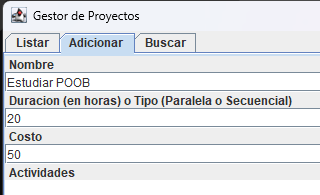 Gestor de Proyectos
Listar Adicionar Buscar
Nombre
Estudiar POOB
Duracion (en horas) o Tipo (Paralela o Secuencial)
20
Costo
50
Actividades